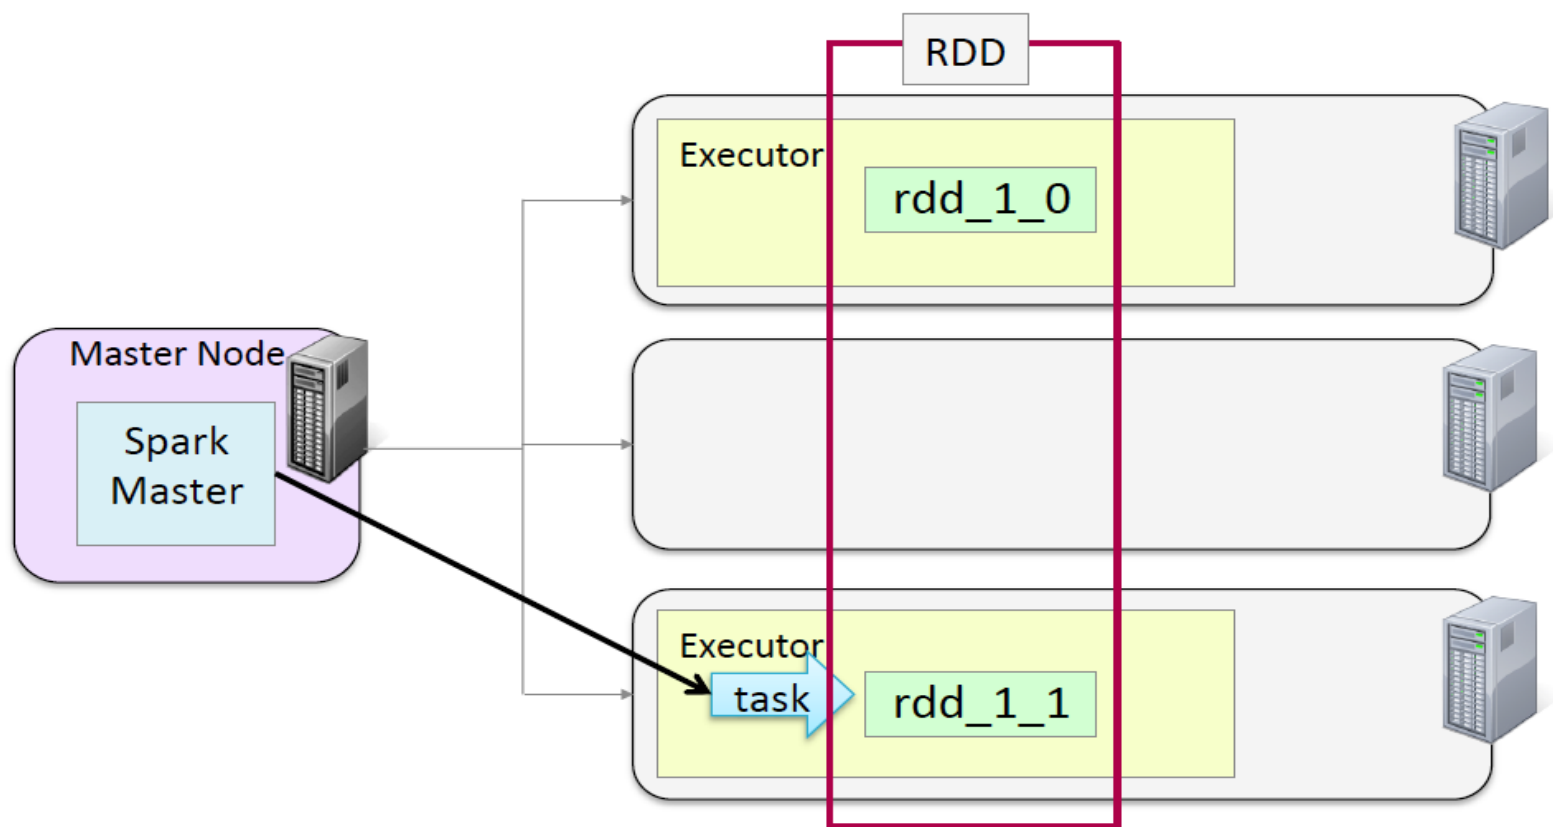 RDD
Executor
rdd_1_0
Master Node
Spark
Master
Executor
task
rdd_1_1